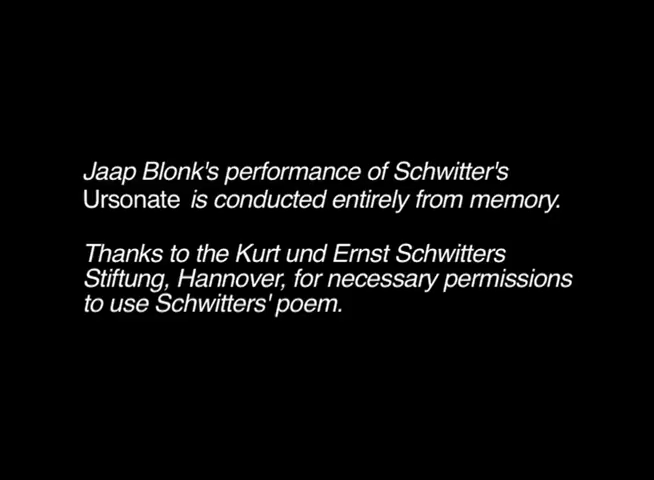 Jaap Blonk's performance of Schwitter's
Ursonate is conducted entirely from memory.
Thanks to the Kurt und Ernst Schwitters
Stiftung, Hannover, for necessary permissions
to use Schwitters' poem.